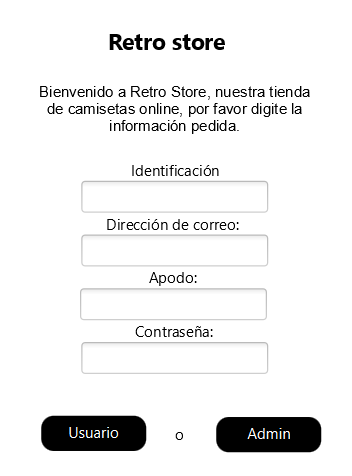 Retro store
Bienvenido a Retro Store, nuestra tienda
de camisetas online, por favor digite la
información pedida.
Identificación
Dirección de correo:
Apodo:
Contraseña:
Usuario o Admin